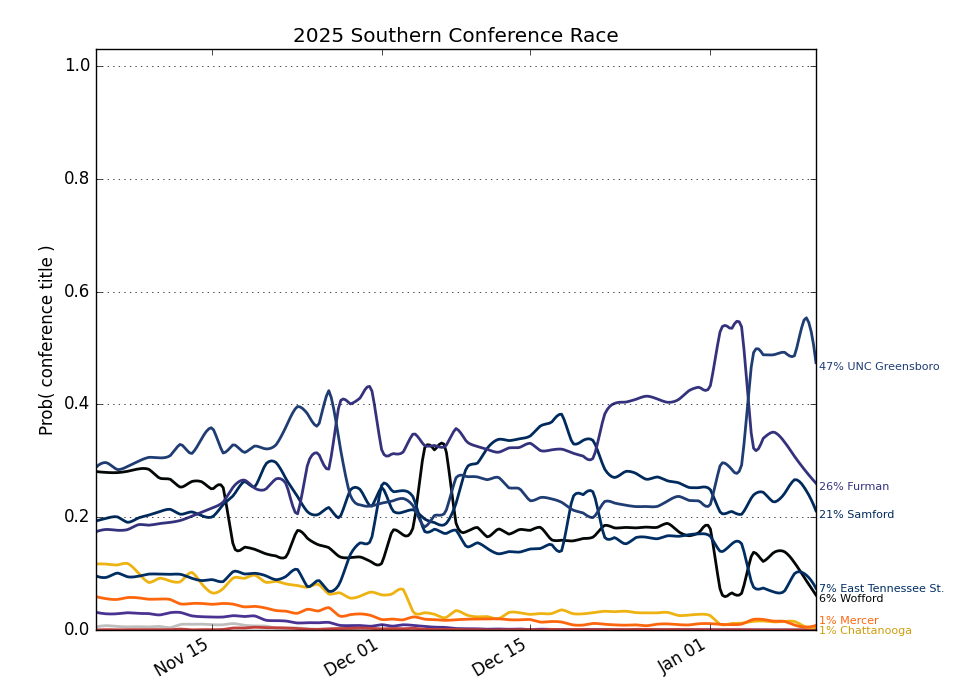 2025 Southern Conference Race
Prob( conference title )
1.0
0.8
0.6
0.4
0.2
0.0
Nov 15
Dec 01
Dec 15
Jan 01
47% UNC Greensboro
26% Furman
21% Samford
7% East Tennessee St.
6% Wofford
1% Mercer
1% Chattanooga